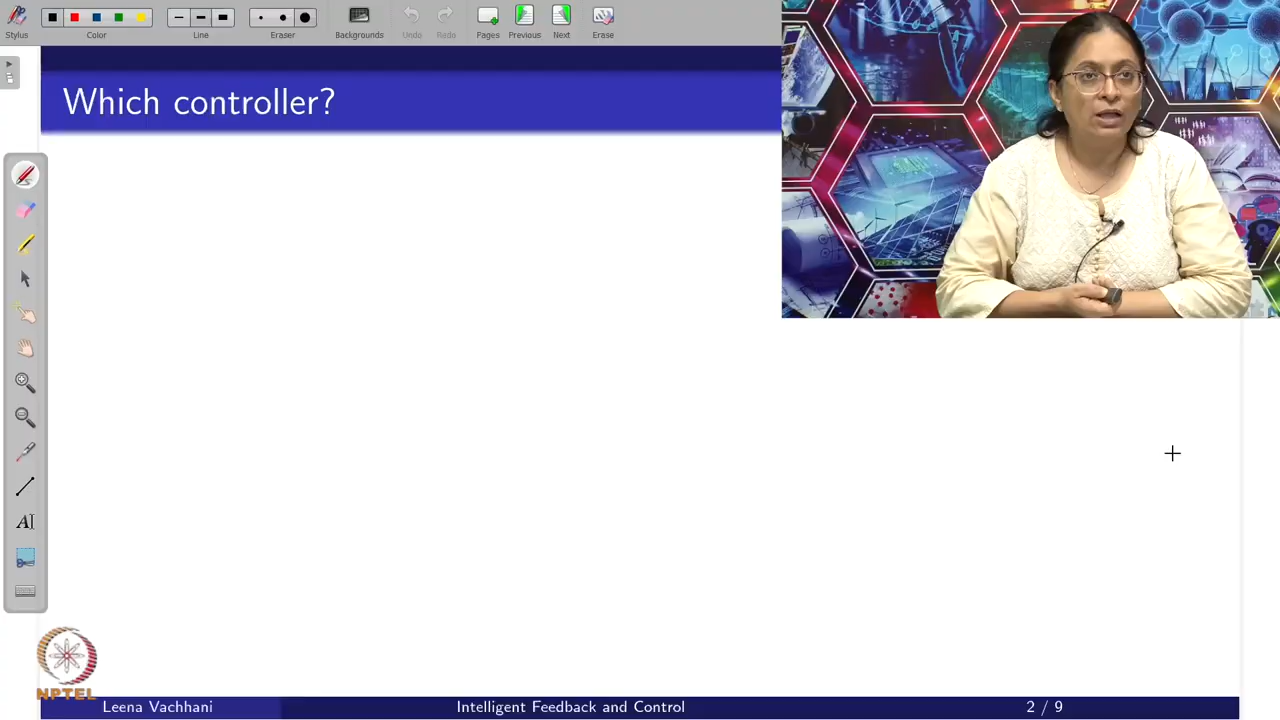 Stylus Color Line Eraser Backgrounds Undo Redo Pages Previous Next Erase
Which controller?
A
NPTEL
Leena Vachhani Intelligent Feedback and Control 2 / 9